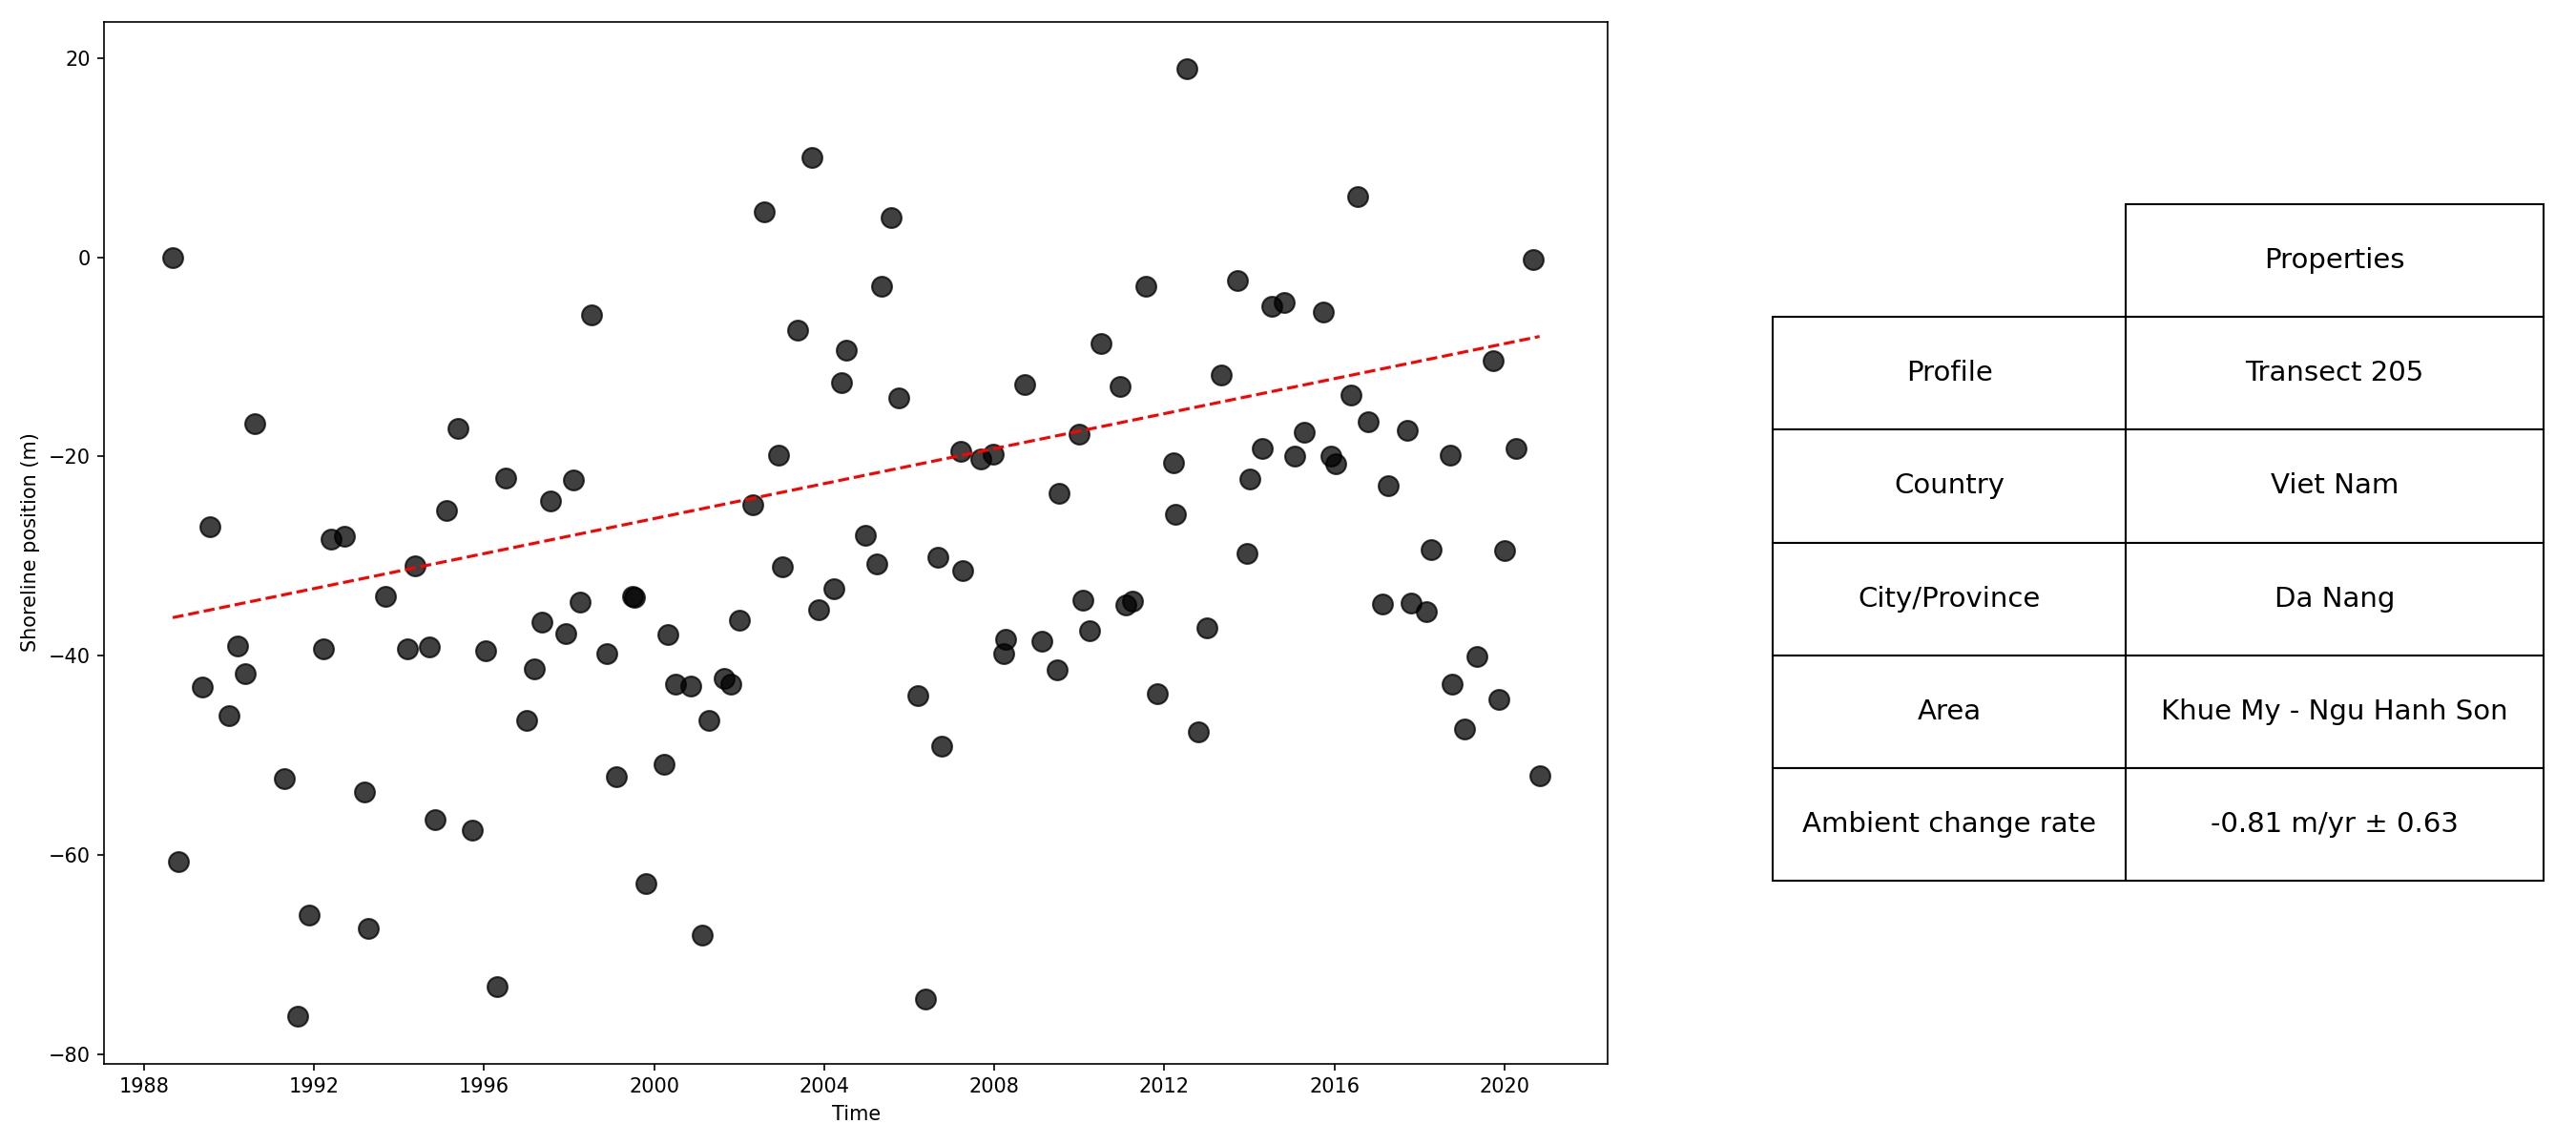 20
0
−20
−40
−60
−80
Shoreline position (m)
1988 1992 1996 2000 2004 2008 2012 2016 2020
Time
Properties
Profile Transect 205
Country Viet Nam
City/Province Da Nang
Area Khue My - Ngu Hanh Son
Ambient change rate -0.81 m/yr ± 0.63